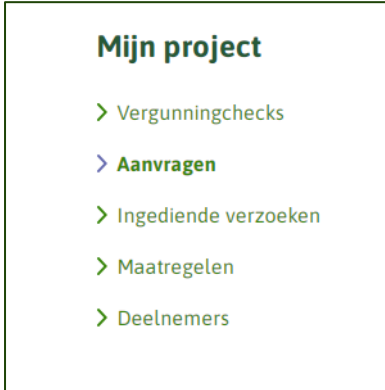 Mijn project
Vergunningchecks
Aanvragen
Ingediende verzoeken
Maatregelen
Deelnemers